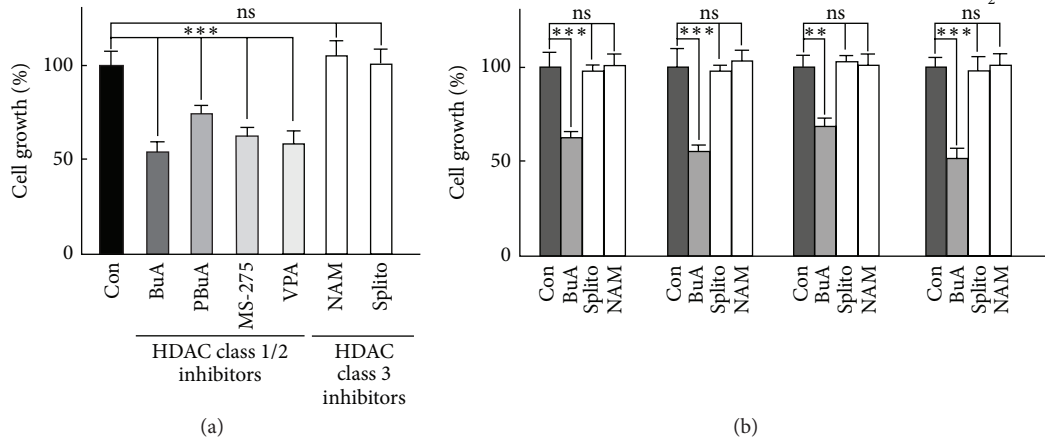 ns
***
Cell growth (%)
100
50
0
Con
BuA
PBuA
MS-275
VPA
NAM
Splito
HDAC class 1/2
inhibitors
HDAC
class 3
inhibitors
(a)
2
ns
***
ns
***
ns
**
ns
***
Cell growth (%)
100
50
0
Con
BuA
Splito
NAM
Con
BuA
Splito
NAM
Con
BuA
Splito
NAM
Con
BuA
Splito
NAM
(b)